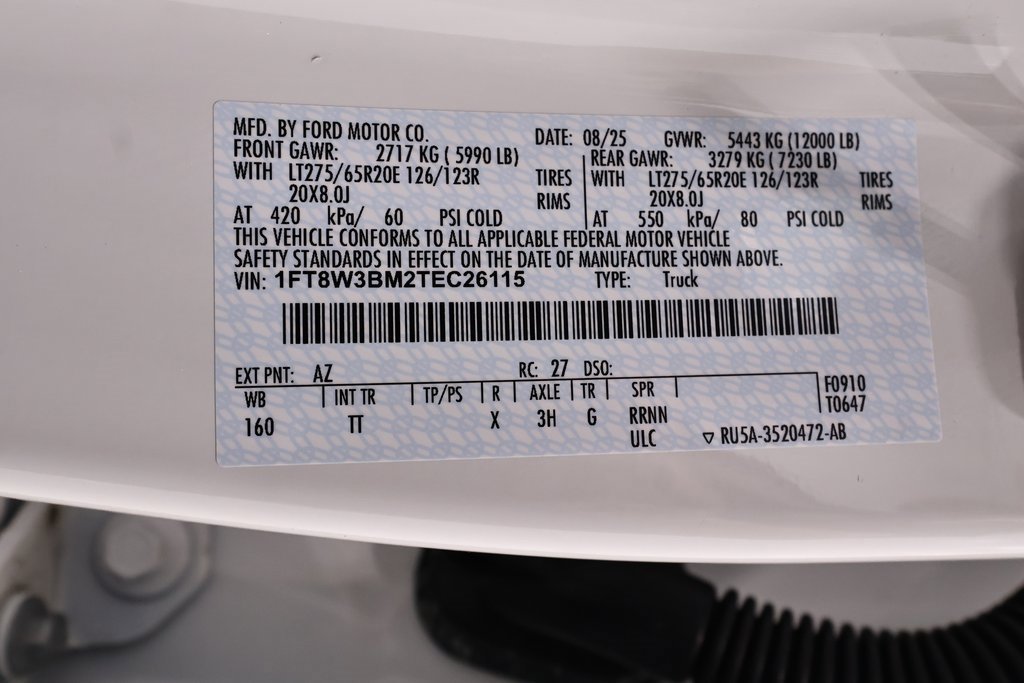 MFD. BY FORD MOTOR CO. DATE: 08/25 GVWR: 5443 KG (12000 LB)
FRONT GAWR: 2717 KG ( 5990 LB) REAR GAWR: 3279 KG ( 7230 LB)
WITH LT275/65R20E 126/123R TIRES WITH LT275/65R20E 126/123R TIRES
20X8.0J RIMS 20X8.0J RIMS
AT 420 kPa/ 60 PSI COLD AT 550 kPa/ 80 PSI COLD
THIS VEHICLE CONFORMS TO ALL APPLICABLE FEDERAL MOTOR VEHICLE
SAFETY STANDARDS IN EFFECT ON THE DATE OF MANUFACTURE SHOWN ABOVE.
VIN: 1FT8W3BM2TEC26115 TYPE: Truck
EXT PNT: AZ RC: 27 DSO:
WB INT TR TP/PS R AXLE TR SPR F0910
160 TT X 3H G RRNN T0647
ULC ▽ RU5A-3520472-AB